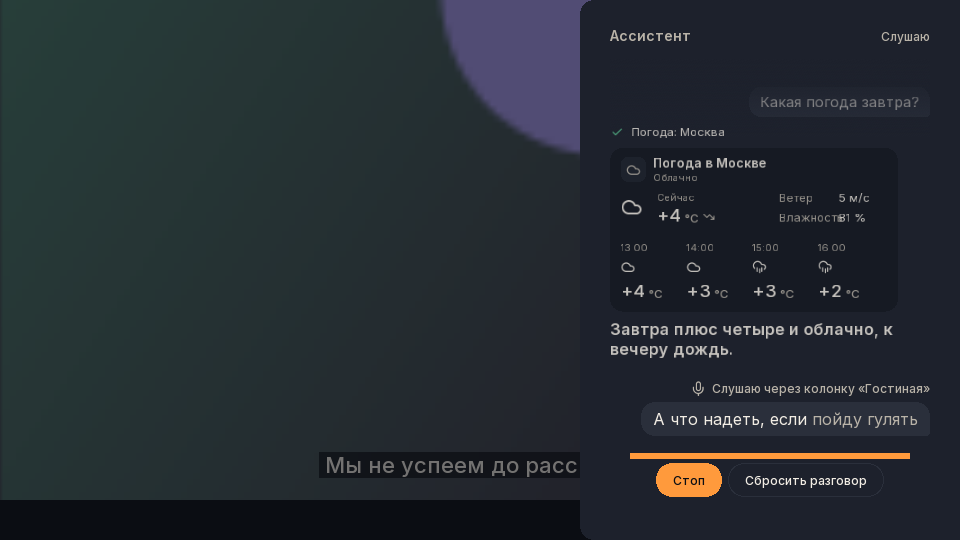 Ассистент
Слушаю
Какая погода завтра?
Погода: Москва
Погода в Москве
Облачно
Сейчас
+4 °C
Ветер 5 м/с
Влажность 81 %
13:00 14:00 15:00 16:00
+4 °C +3 °C +3 °C +2 °C
Завтра плюс четыре и облачно, к
вечеру дождь.
Слушаю через колонку «Гостиная»
А что надеть, если пойду гулять
Мы не успеем до расс
Стоп
Сбросить разговор